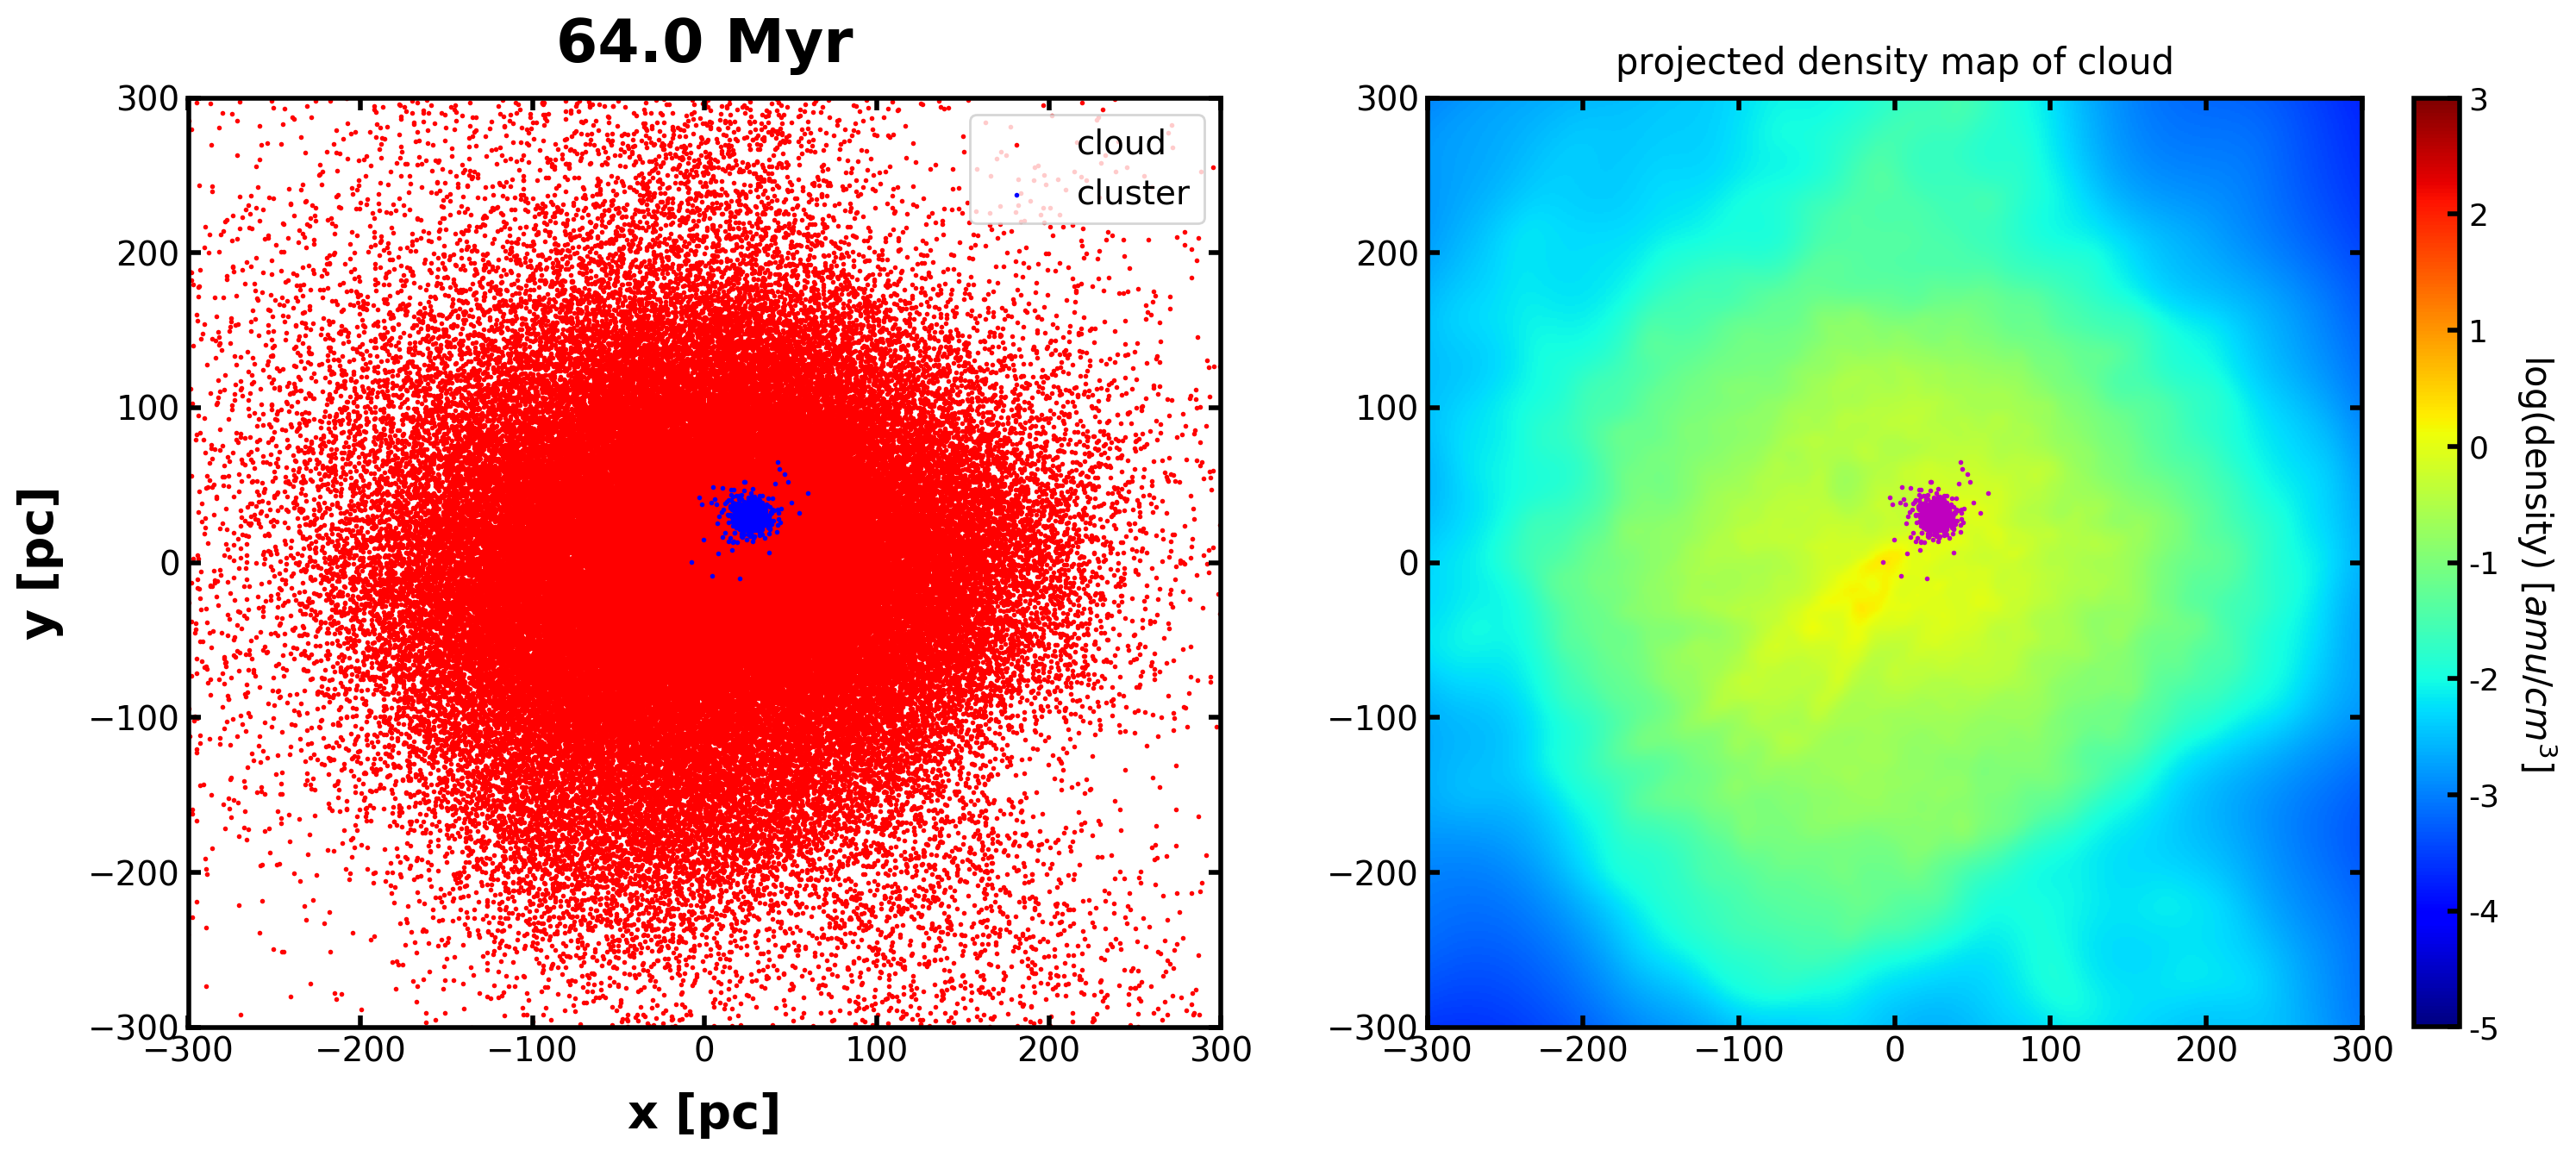 64.0 Myr
cloud
cluster
300
200
100
0
−100
−200
−300
−300 −200 −100 0 100 200 300
y [pc]
x [pc]
projected density map of cloud
300
200
100
0
−100
−200
−300
−300 −200 −100 0 100 200 300
3
2
1
0
-1
-2
-3
-4
-5
log(density) [amu/cm³]